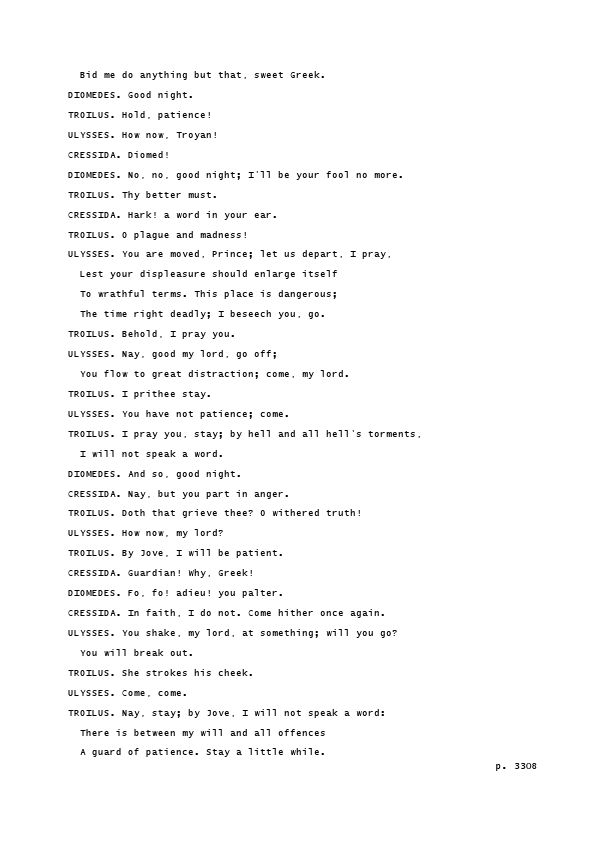 Bid me do anything but that, sweet Greek.
DIOMEDES. Good night.
TROILUS. Hold, patience!
ULYSSES. How now, Troyan!
CRESSIDA. Diomed!
DIOMEDES. No, no, good night; I'll be your fool no more.
TROILUS. Thy better must.
CRESSIDA. Hark! a word in your ear.
TROILUS. O plague and madness!
ULYSSES. You are moved, Prince; let us depart, I pray,
Lest your displeasure should enlarge itself
To wrathful terms. This place is dangerous;
The time right deadly; I beseech you, go.
TROILUS. Behold, I pray you.
ULYSSES. Nay, good my lord, go off;
You flow to great distraction; come, my lord.
TROILUS. I prithee stay.
ULYSSES. You have not patience; come.
TROILUS. I pray you, stay; by hell and all hell's torments,
I will not speak a word.
DIOMEDES. And so, good night.
CRESSIDA. Nay, but you part in anger.
TROILUS. Doth that grieve thee? O withered truth!
ULYSSES. How now, my lord?
TROILUS. By Jove, I will be patient.
CRESSIDA. Guardian! Why, Greek!
DIOMEDES. Fo, fo! adieu! you palter.
CRESSIDA. In faith, I do not. Come hither once again.
ULYSSES. You shake, my lord, at something; will you go?
You will break out.
TROILUS. She strokes his cheek.
ULYSSES. Come, come.
TROILUS. Nay, stay; by Jove, I will not speak a word:
There is between my will and all offences
A guard of patience. Stay a little while.
p. 3308